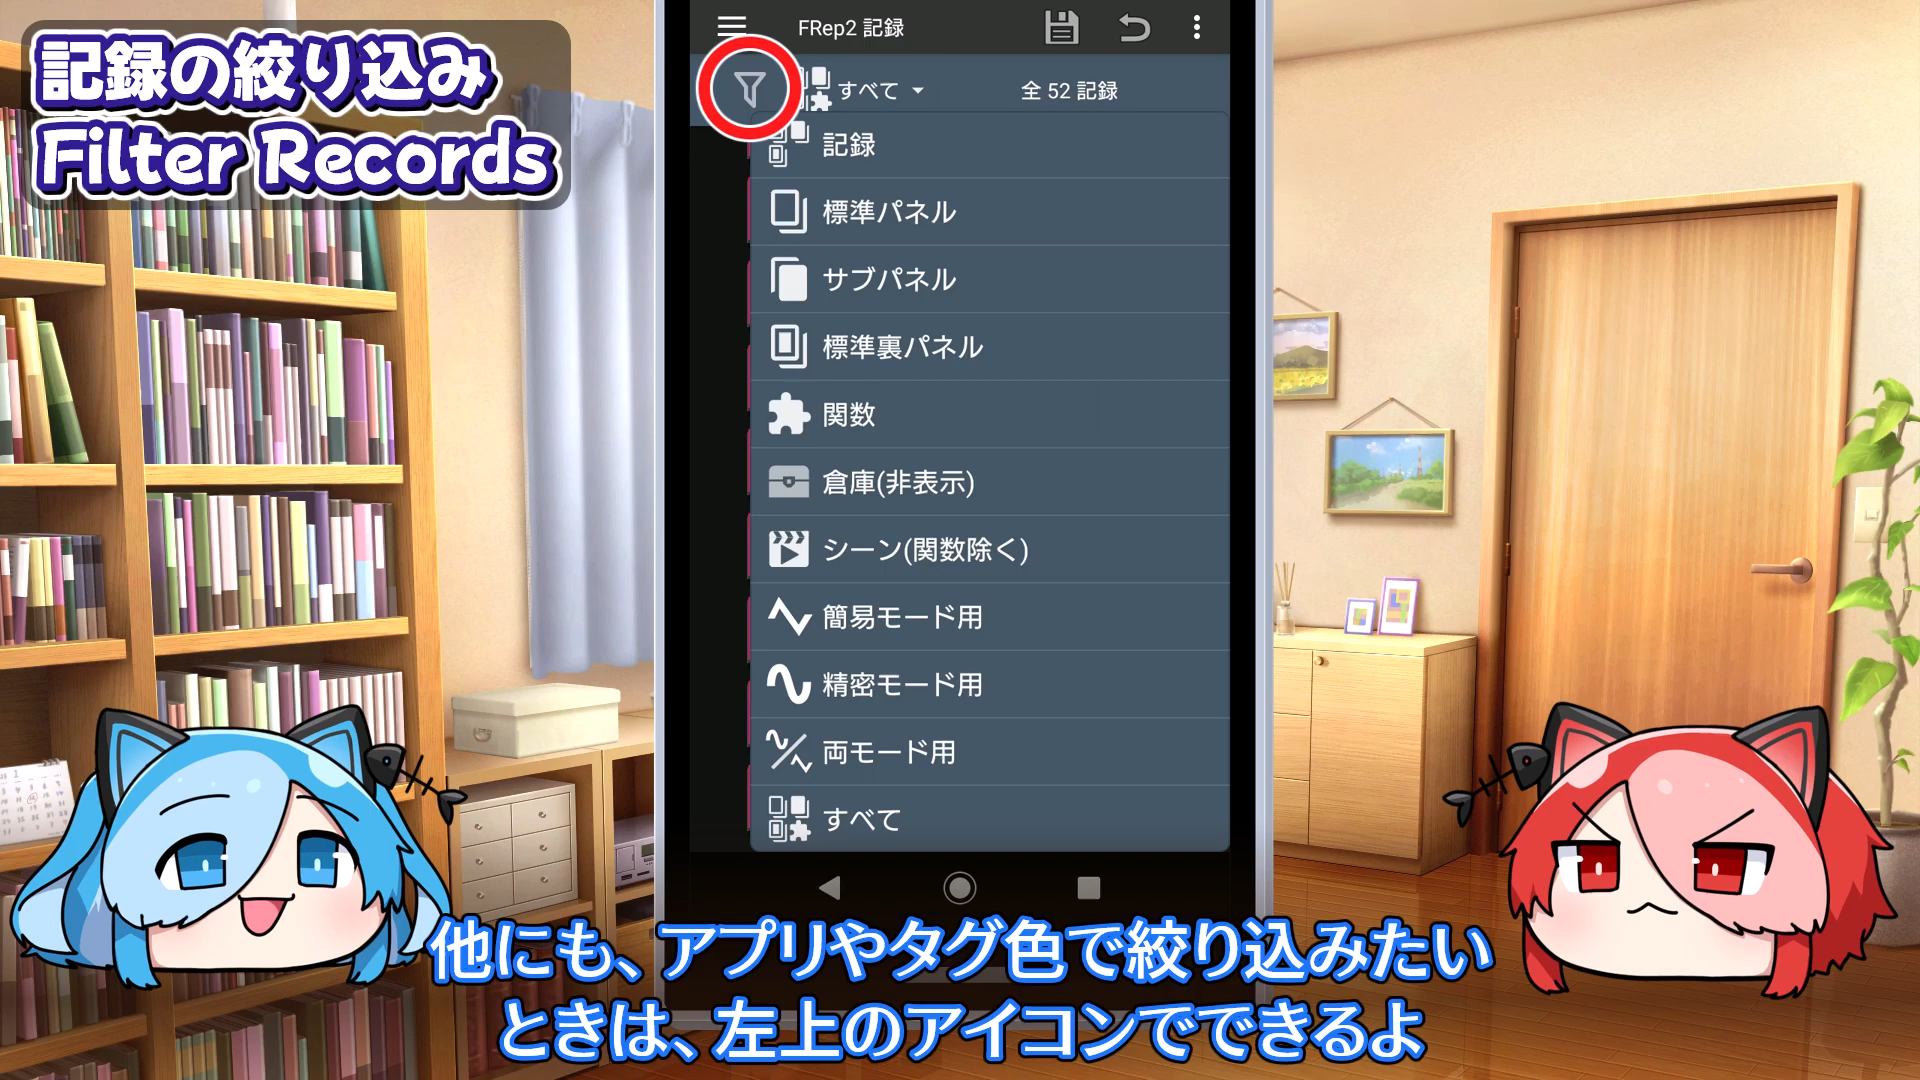 記録の絞り込み
Filter Records
FRep2 記録
すべて
全 52 記録
記録
標準パネル
サブパネル
標準裏パネル
関数
倉庫(非表示)
シーン(関数除く)
簡易モード用
精密モード用
両モード用
すべて
他にも、アプリやタグ色で絞り込みたい
ときは、左上のアイコンでできるよ